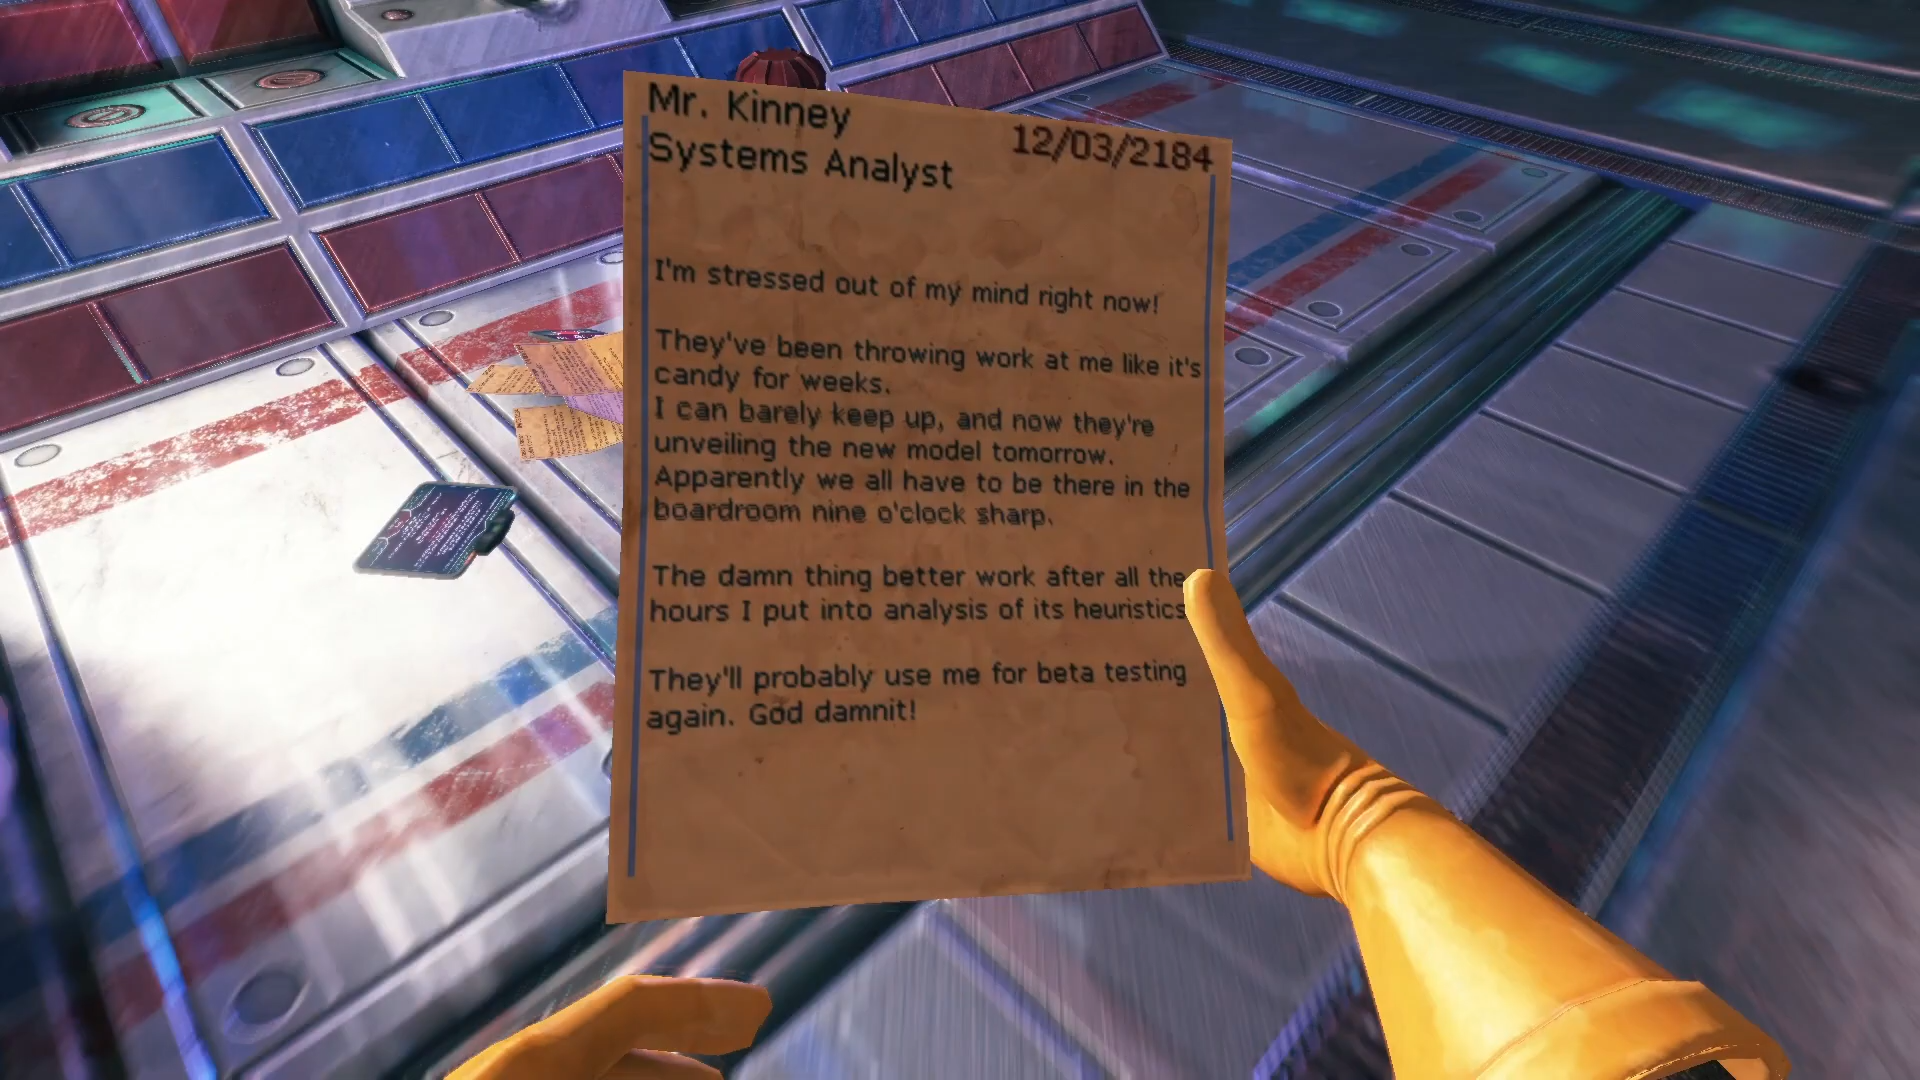 Mr. Kinney
Systems Analyst
12/03/2184
I'm stressed out of my mind right now!
They've been throwing work at me like it's
candy for weeks.
I can barely keep up, and now they're
unveiling the new model tomorrow.
Apparently we all have to be there in the
boardroom nine o'clock sharp.
The damn thing better work after all the
hours I put into analysis of its heuristics
They'll probably use me for beta testing
again. God damnit!